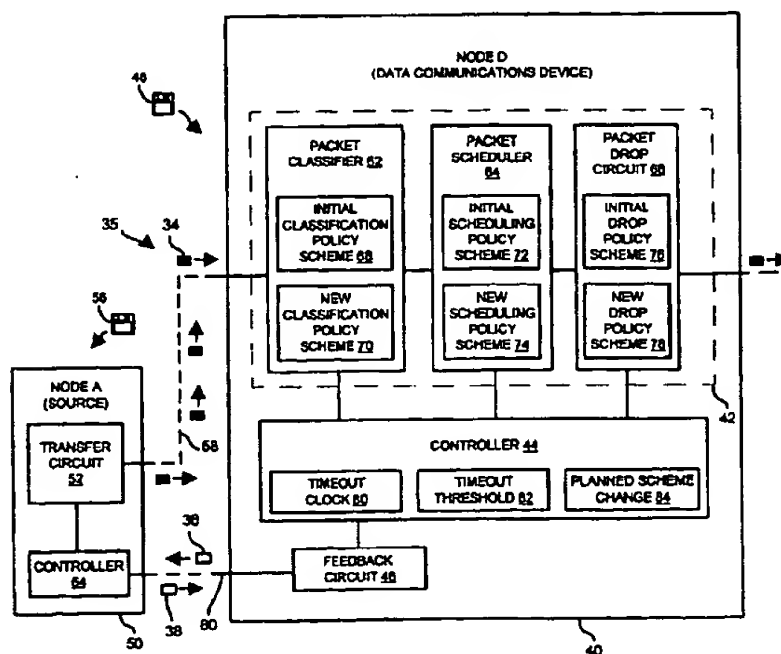 NODE D
(DATA COMMUNICATIONS DEVICE)
48
PACKET
CLASSIFIER 62
PACKET
SCHEDULER 64
PACKET
DROP
CIRCUIT 66
INITIAL
CLASSIFICATION
POLICY
SCHEME 68
INITIAL
SCHEDULING
POLICY
SCHEME 72
INITIAL
DROP
POLICY
SCHEME 76
35
34
NEW
CLASSIFICATION
POLICY
SCHEME 70
NEW
SCHEDULING
POLICY
SCHEME 74
NEW
DROP
POLICY
SCHEME 78
56
NODE A
(SOURCE)
42
TRANSFER
CIRCUIT
52
58
CONTROLLER 44
TIMEOUT
CLOCK 80
TIMEOUT
THRESHOLD 82
PLANNED SCHEME
CHANGE 84
38
CONTROLLER
54
FEEDBACK
CIRCUIT 46
38
60
50
40